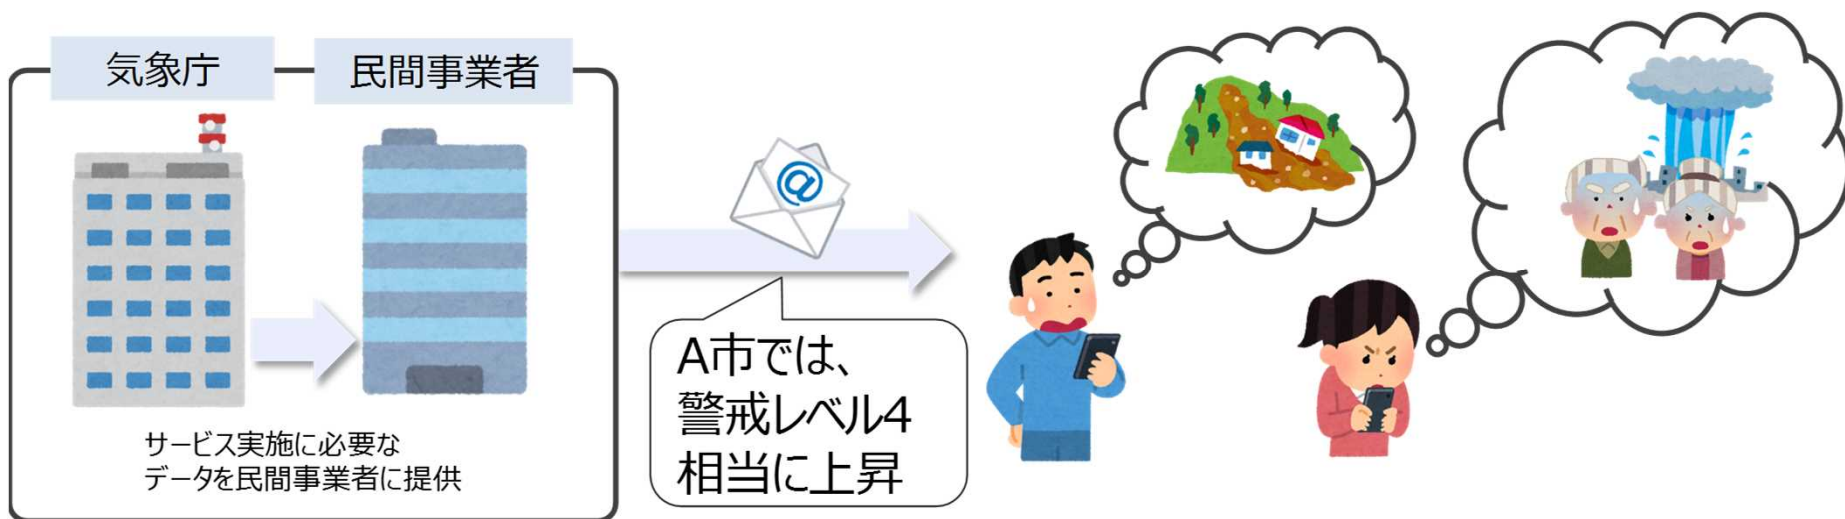 気象庁
民間事業者
サービス実施に必要な
データを民間事業者に提供
@
A市では、
警戒レベル4
相当に上昇